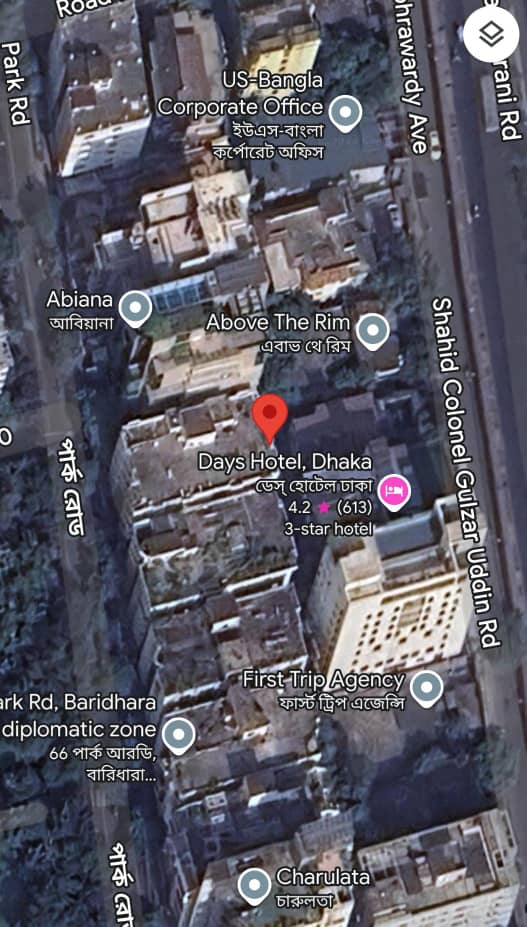 Road
Park Rd
US-Bangla
Corporate Office
ইউএস-বাংলা
কর্পোরেট অফিস
ohrawardy Ave
rani Rd
Abiana
আবিয়ানা
Above The Rim
এবাভ থে রিম
Shahid Colonel Gulzar Uddin Rd
পার্ক রোড
Days Hotel, Dhaka
ডেস্ হোটেল ঢাকা
4.2 ★ (613)
3-star hotel
First Trip Agency
ফার্স্ট ট্রিপ এজেন্সি
ark Rd, Baridhara
diplomatic zone
66 পার্ক আরডি,
বারিধারা...
পার্ক রো
Charulata
চারুলতা